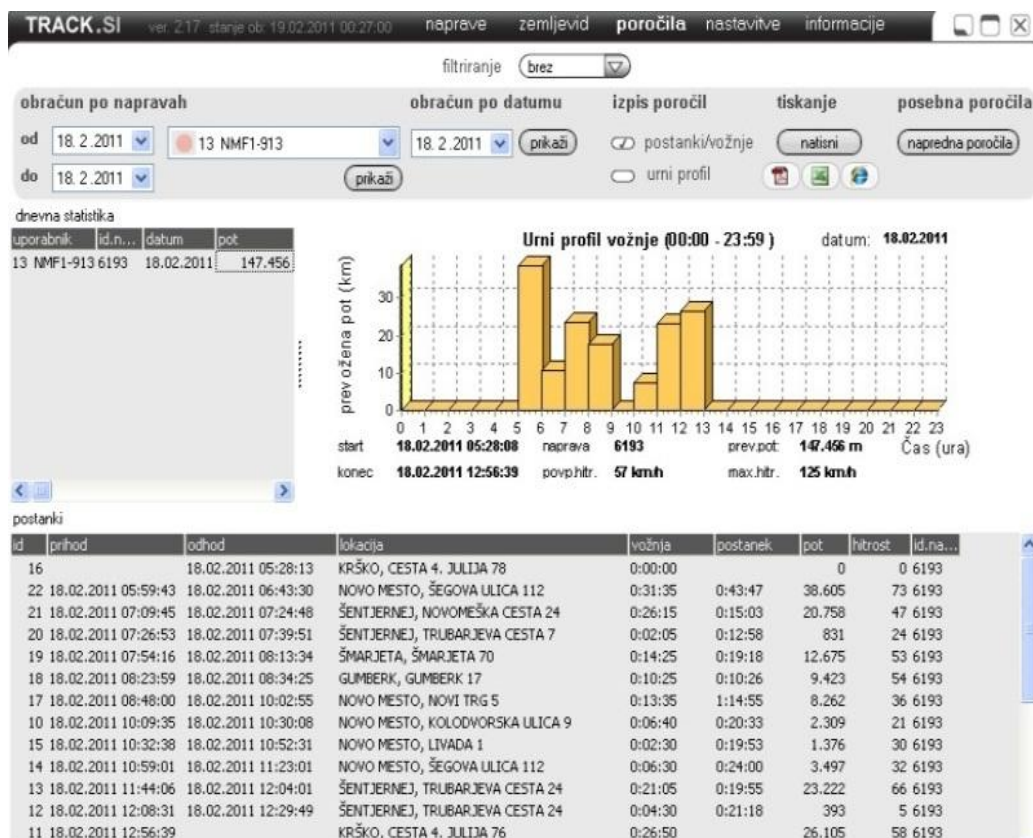 TRACK.SI ver. 2.17 stanje ob: 19.02.2011 00:27:00 naprave zemljevid poročila nastavitve informacije
filtriranje brez
obračun po napravah obračun po datumu izpis poročil tiskanje posebna poročila
od 18. 2.2011 13 NMF1-913 18. 2.2011 prikaži postanki/vožnje natisni napredna poročila
do 18. 2.2011 prikaži urni profil
dnevna statistika
uporabnik id.n... datum pot
13 NMF1-913 6193 18.02.2011 147.456
Urni profil vožnje (00:00 - 23:59 ) datum: 18.02.2011
prevožena pot (km)
30
20
10
0
0 1 2 3 4 5 6 7 8 9 10 11 12 13 14 15 16 17 18 19 20 21 22 23
Čas (ura)
start 18.02.2011 05:28:08 naprava 6193 prev.pot: 147.456 m
konec 18.02.2011 12:56:39 povp.hitr. 57 km/h max.hitr. 125 km/h
postanki
id prihod odhod lokacija vožnja postanek pot hitrost id.na...
16 18.02.2011 05:28:13 KRŠKO, CESTA 4. JULIJA 78 0:00:00 0 0 6193
22 18.02.2011 05:59:43 18.02.2011 06:43:30 NOVO MESTO, ŠEGOVA ULICA 112 0:31:35 0:43:47 38.605 73 6193
21 18.02.2011 07:09:45 18.02.2011 07:24:48 ŠENTJERNEJ, NOVOMEŠKA CESTA 24 0:26:15 0:15:03 20.758 47 6193
20 18.02.2011 07:26:53 18.02.2011 07:39:51 ŠENTJERNEJ, TRUBARJEVA CESTA 7 0:02:05 0:12:58 831 24 6193
19 18.02.2011 07:54:16 18.02.2011 08:13:34 ŠMARJETA, ŠMARJETA 70 0:14:25 0:19:18 12.675 53 6193
18 18.02.2011 08:23:59 18.02.2011 08:34:25 GUMBERK, GUMBERK 17 0:10:25 0:10:26 9.423 54 6193
17 18.02.2011 08:48:00 18.02.2011 10:02:55 NOVO MESTO, NOVI TRG 5 0:13:35 1:14:55 8.262 36 6193
10 18.02.2011 10:09:35 18.02.2011 10:30:08 NOVO MESTO, KOLODVORSKA ULICA 9 0:06:40 0:20:33 2.309 21 6193
15 18.02.2011 10:32:38 18.02.2011 10:52:31 NOVO MESTO, LIVADA 1 0:02:30 0:19:53 1.376 30 6193
14 18.02.2011 10:59:01 18.02.2011 11:23:01 NOVO MESTO, ŠEGOVA ULICA 112 0:06:30 0:24:00 3.497 32 6193
13 18.02.2011 11:44:06 18.02.2011 12:04:01 ŠENTJERNEJ, TRUBARJEVA CESTA 24 0:21:05 0:19:55 23.222 66 6193
12 18.02.2011 12:08:31 18.02.2011 12:29:49 ŠENTJERNEJ, TRUBARJEVA CESTA 24 0:04:30 0:21:18 393 5 6193
11 18.02.2011 12:56:39 KRŠKO, CESTA 4. JULIJA 76 0:26:50 26.105 58 6193